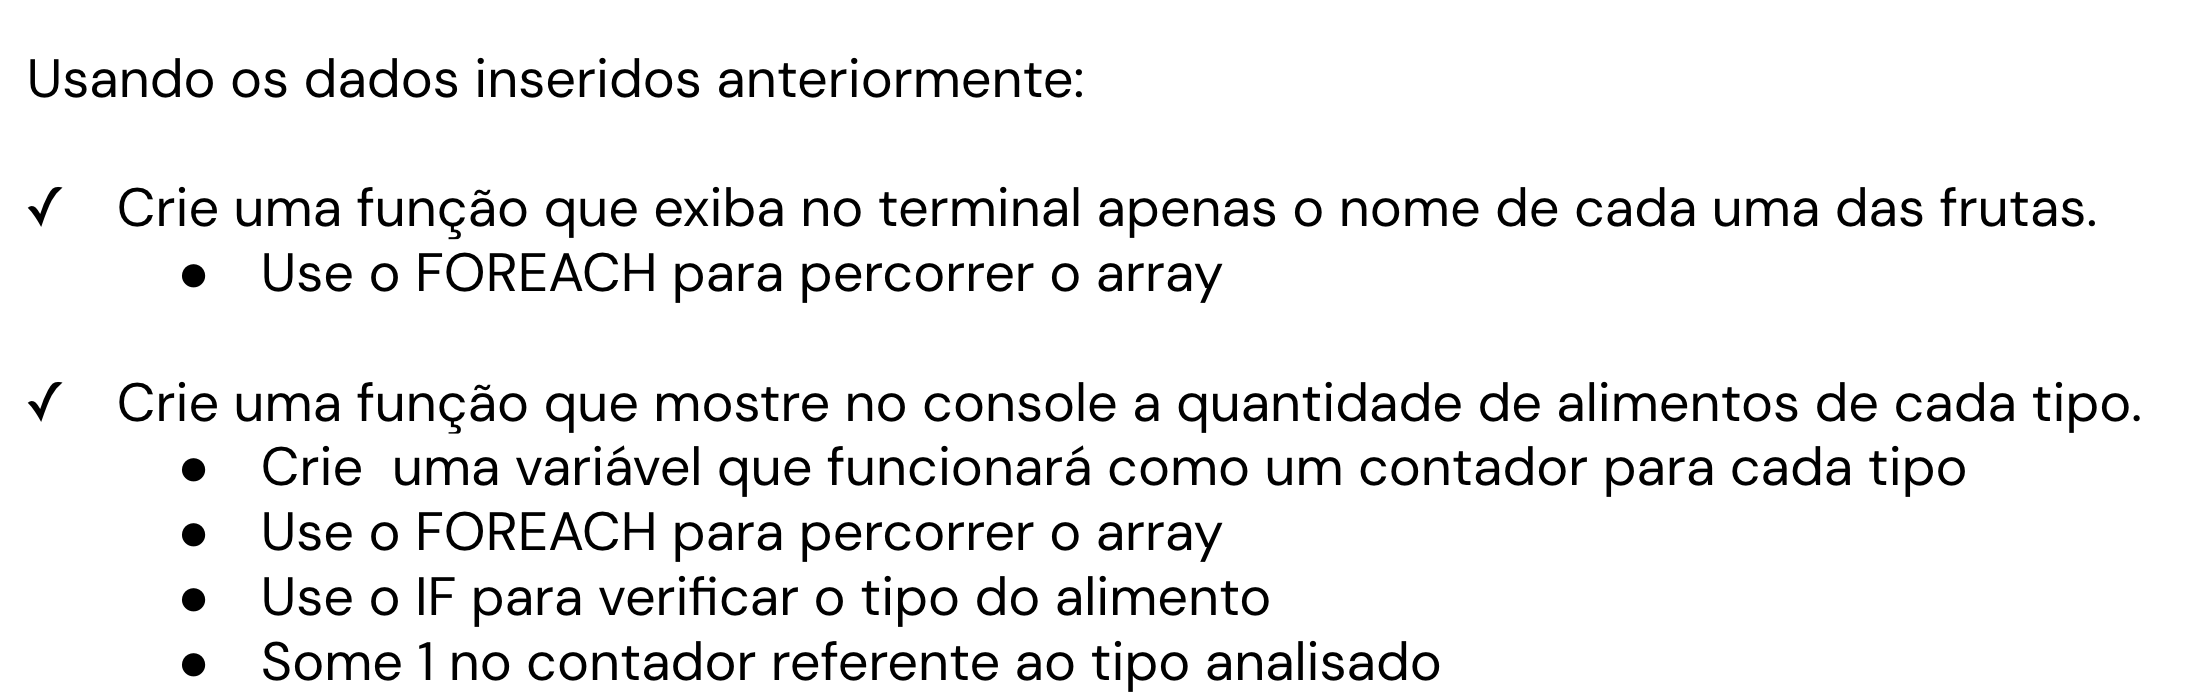 Usando os dados inseridos anteriormente:
✓ Crie uma função que exiba no terminal apenas o nome de cada uma das frutas.
● Use o FOREACH para percorrer o array
✓ Crie uma função que mostre no console a quantidade de alimentos de cada tipo.
● Crie  uma variável que funcionará como um contador para cada tipo
● Use o FOREACH para percorrer o array
● Use o IF para verificar o tipo do alimento
● Some 1 no contador referente ao tipo analisado